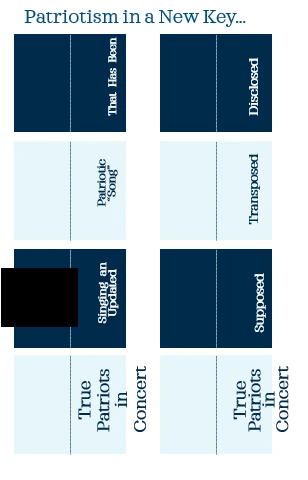 Patriotism in a New Key...
That Has Been
Disclosed
Patriotic
"Song"
Transposed
Singing an
Updated
Supposed
True
Patriots
in
Concert
True
Patriots
in
Concert